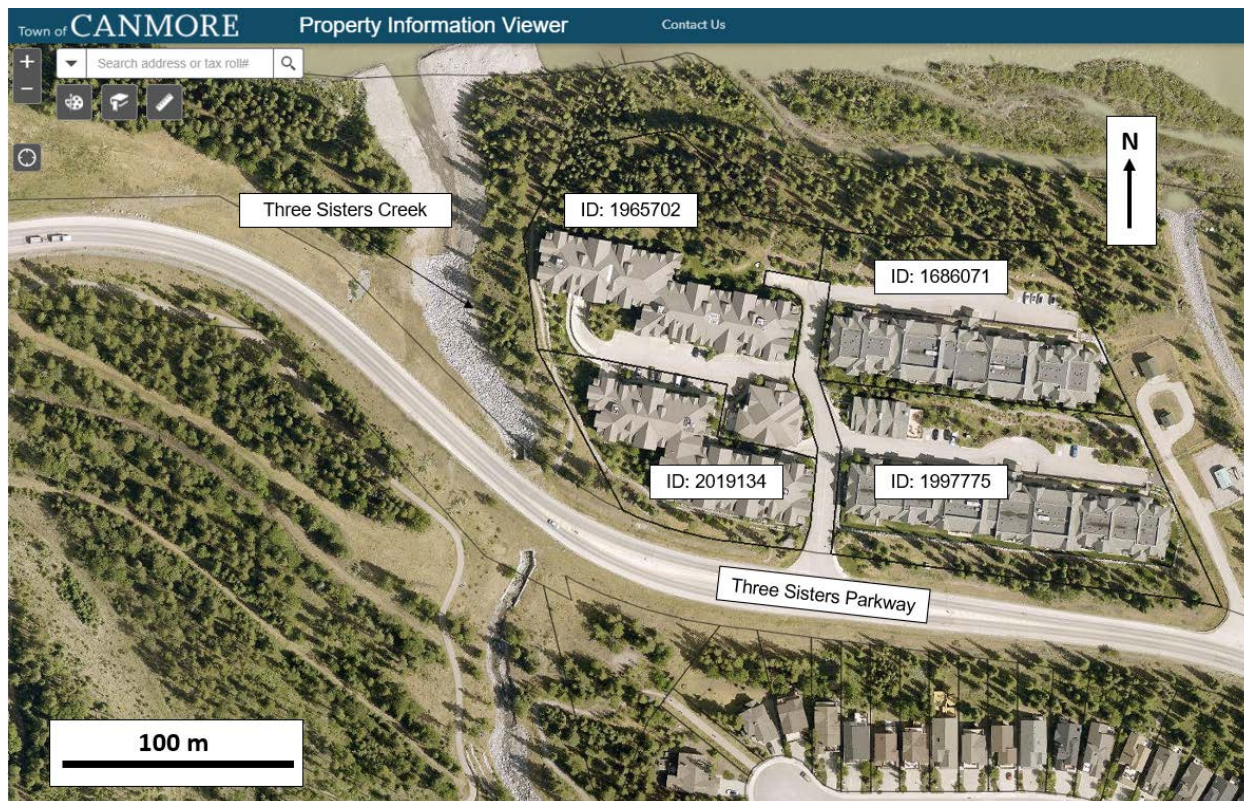 Town of CANMORE Property Information Viewer Contact Us
+
Search address or tax roll#
−
N
Three Sisters Creek
ID: 1965702
ID: 1686071
ID: 2019134
ID: 1997775
Three Sisters Parkway
100 m